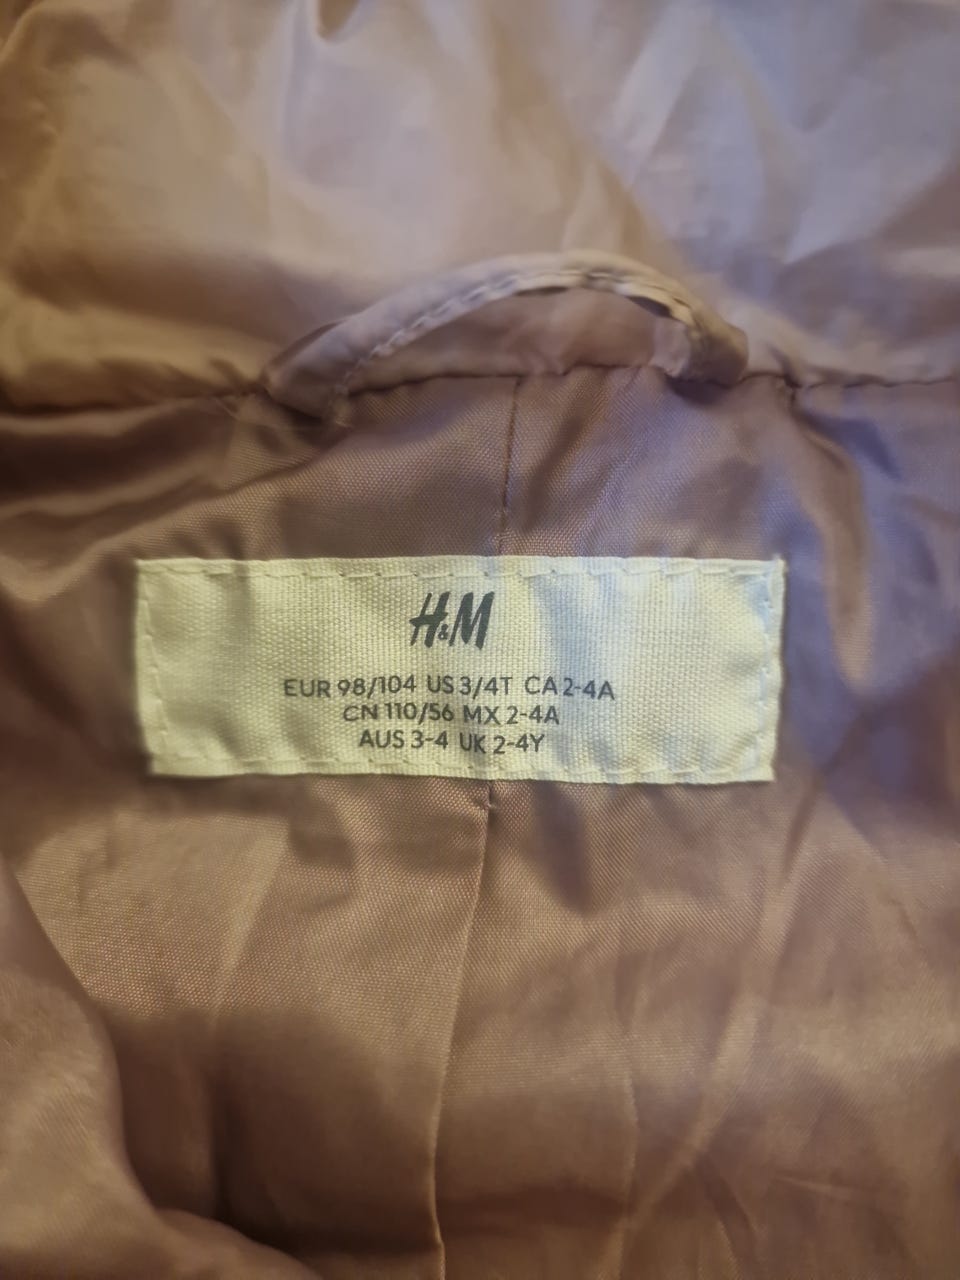 H&M
EUR 98/104 US 3/4T CA 2-4A
CN 110/56 MX 2-4A
AUS 3-4 UK 2-4Y